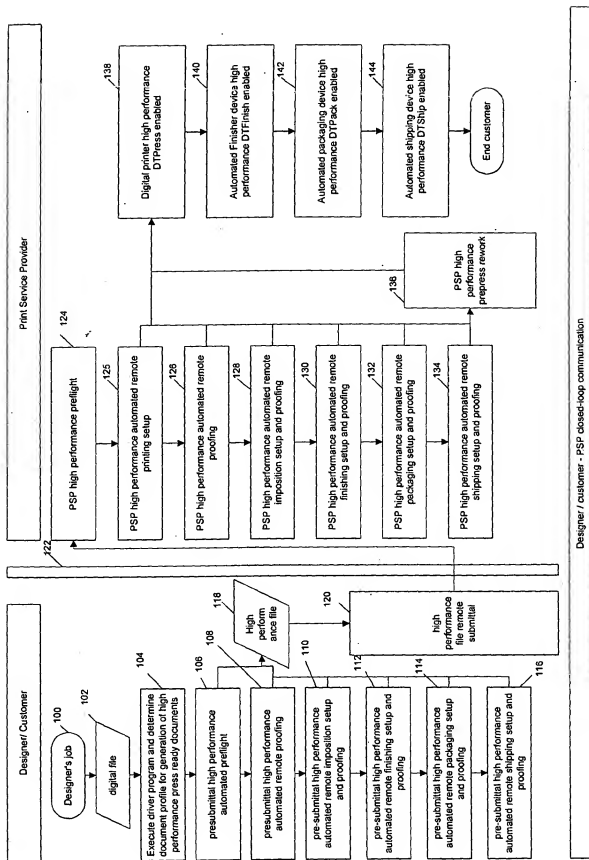 Designer/ Customer
100
Designer's job
102
digital file
104
Execute driver program and determine
document profile for generation of high
performance press ready documents
106
presubmittal high performance
automated preflight
108
presubmittal high performance
automated remote proofing
110
pre-submittal high performance
automated remote imposition setup
and proofing
112
pre-submittal high performance
automated remote finishing setup and
proofing
114
pre-submittal high performance
automated remote packaging setup
and proofing
116
pre-submittal high performance
automated remote shipping setup and
proofing
118
High
perform
ance file
120
high
performance
file remote
submittal
122
Print Service Provider
124
PSP high performance preflight
125
PSP high performance automated remote
printing setup
126
PSP high performance automated remote
proofing
128
PSP high performance automated remote
imposition setup and proofing
130
PSP high performance automated remote
finishing setup and proofing
132
PSP high performance automated remote
packaging setup and proofing
134
PSP high performance automated remote
shipping setup and proofing
136
PSP high
performance
prepress rework
138
Digital printer high performance
DTPress enabled
140
Automated Finisher device high
performance DTFinish enabled
142
Automated packaging device high
performance DTPack enabled
144
Automated shipping device high
performance DTShip enabled
End customer
Designer / customer - PSP closed-loop communication